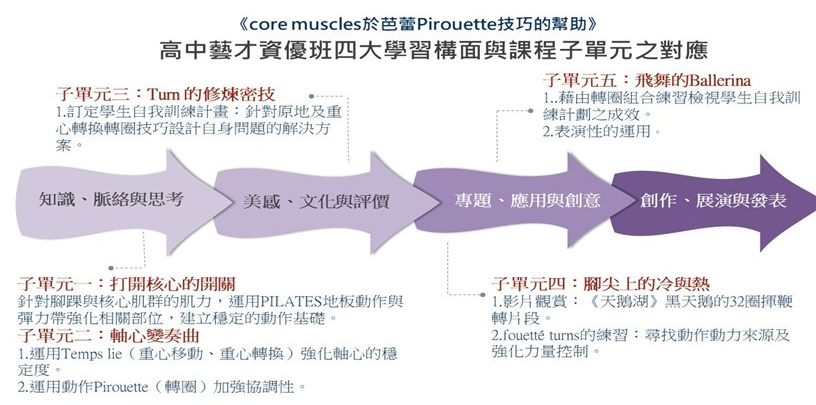 《core muscles於芭蕾Pirouette技巧的幫助》
高中藝才資優班四大學習構面與課程子單元之對應
子單元三：Turn 的修煉密技
1.訂定學生自我訓練計畫：針對原地及重
心轉換轉圈技巧設計自身問題的解決方
案。
子單元五：飛舞的Ballerina
1..藉由轉圈組合練習檢視學生自我訓
練計劃之成效。
2.表演性的運用。
知識、脈絡與思考
美感、文化與評價
專題、應用與創意
創作、展演與發表
子單元一：打開核心的開關
針對腳踝與核心肌群的肌力，運用PILATES地板動作與
彈力帶強化相關部位，建立穩定的動作基礎。
子單元二：軸心變奏曲
1.運用Temps lie（重心移動、重心轉換）強化軸心的穩
定度。
2.運用動作Pirouette（轉圈）加強協調性。
子單元四：腳尖上的冷與熱
1.影片觀賞：《天鵝湖》黑天鵝的32圈揮鞭
轉片段。
2.fouetté turns的練習：尋找動作動力來源及
強化力量控制。